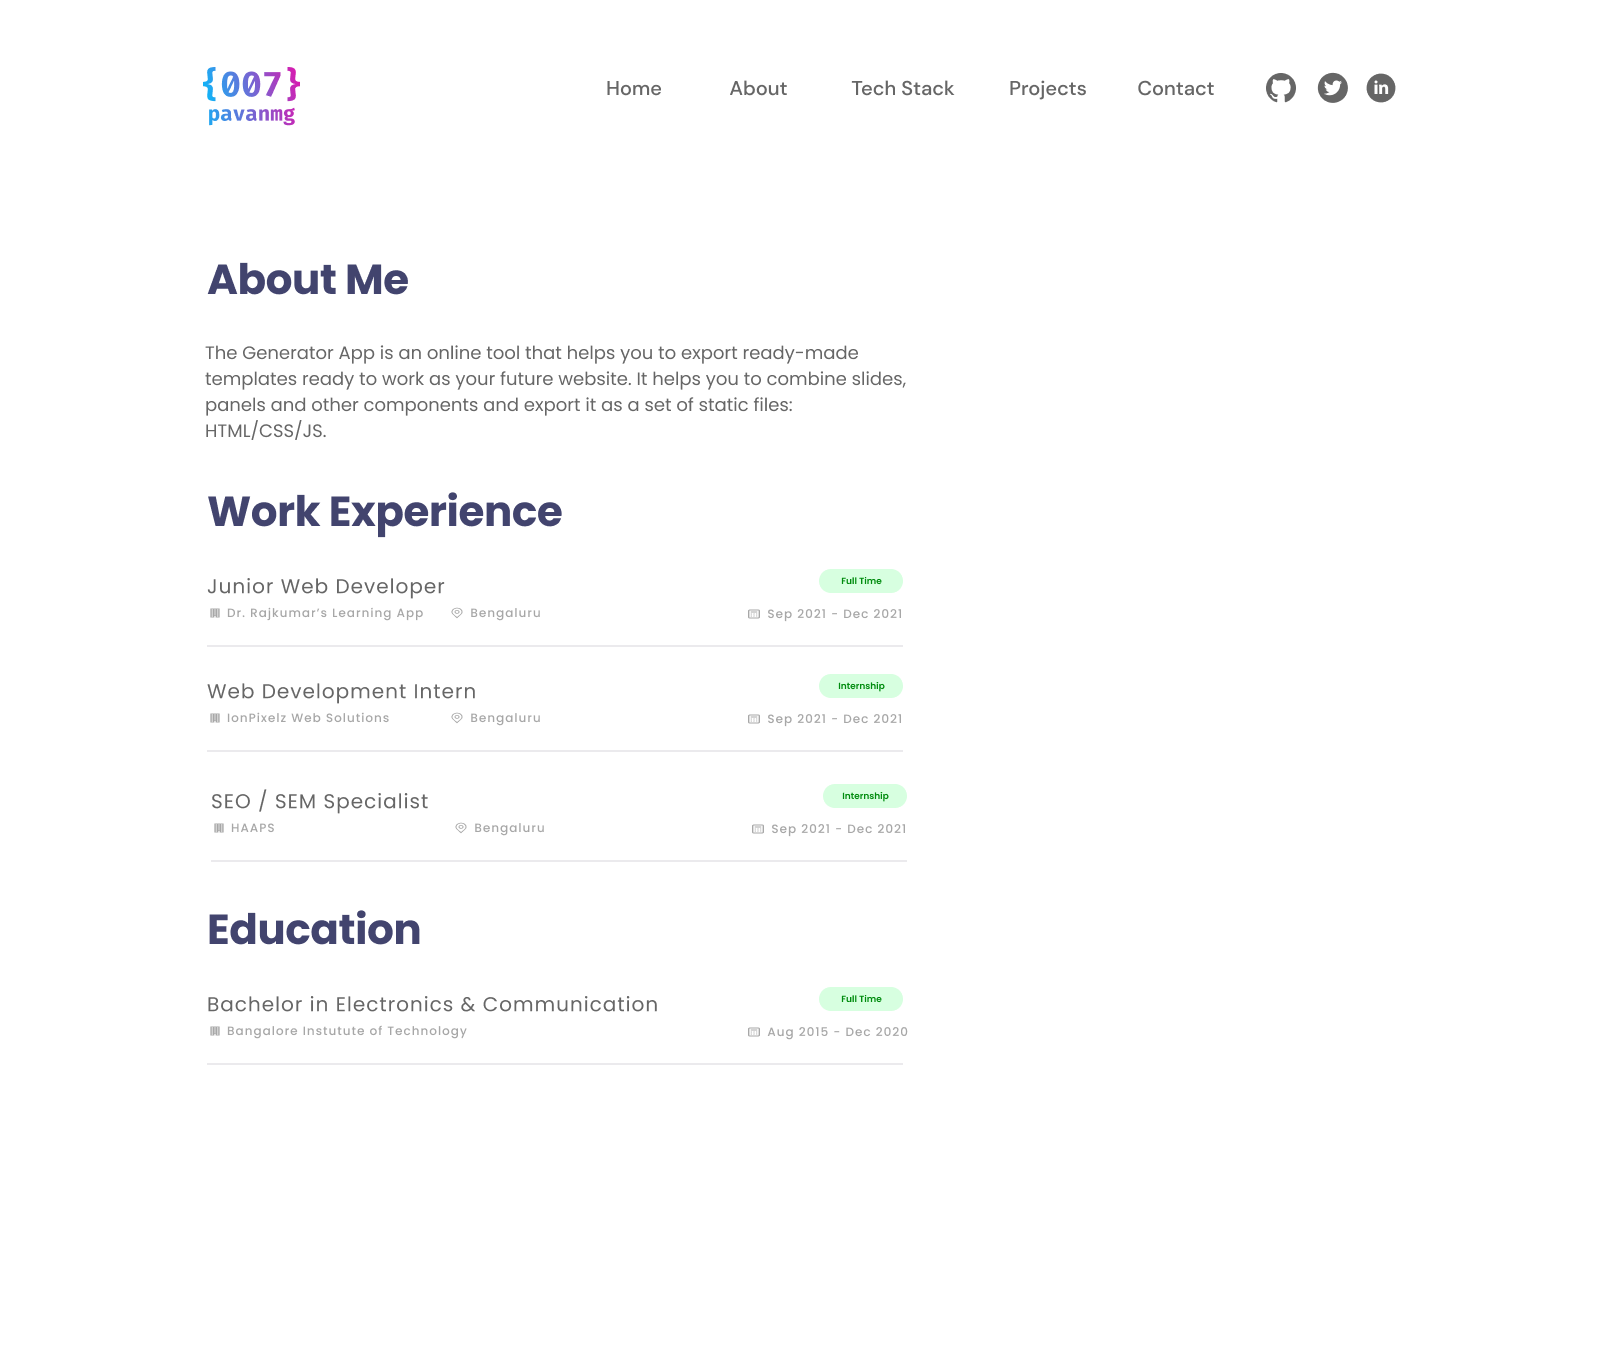 {007}
pavanmg
Home About Tech Stack Projects Contact
About Me
The Generator App is an online tool that helps you to export ready-made
templates ready to work as your future website. It helps you to combine slides,
panels and other components and export it as a set of static files:
HTML/CSS/JS.
Work Experience
Junior Web Developer Full Time
Dr. Rajkumar's Learning App Bengaluru Sep 2021 - Dec 2021
Web Development Intern Internship
IonPixelz Web Solutions Bengaluru Sep 2021 - Dec 2021
SEO / SEM Specialist Internship
HAAPS Bengaluru Sep 2021 - Dec 2021
Education
Bachelor in Electronics & Communication Full Time
Bangalore Instutute of Technology Aug 2015 - Dec 2020